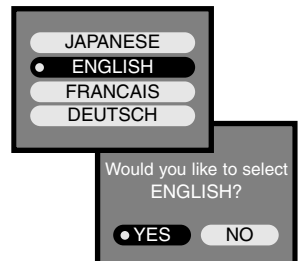 JAPANESE
ENGLISH
FRANCAIS
DEUTSCH
Would you like to select
ENGLISH?
YES NO